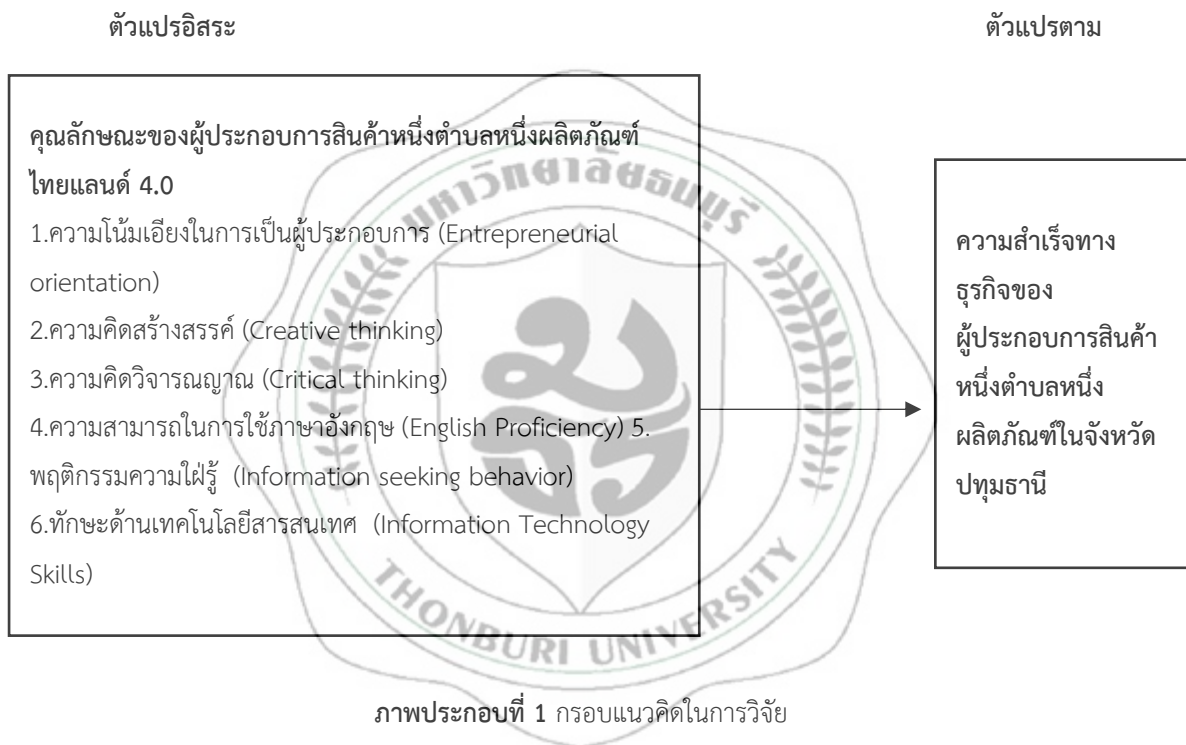 ตัวแปรอิสระ ตัวแปรตาม
คุณลักษณะของผู้ประกอบการสินค้าหนึ่งตำบลหนึ่งผลิตภัณฑ์
ไทยแลนด์ 4.0
1.ความโน้มเอียงในการเป็นผู้ประกอบการ (Entrepreneurial
orientation)
2.ความคิดสร้างสรรค์ (Creative thinking)
3.ความคิดวิจารณญาณ (Critical thinking)
4.ความสามารถในการใช้ภาษาอังกฤษ (English Proficiency) 5.
พฤติกรรมความใฝ่รู้ (Information seeking behavior)
6.ทักษะด้านเทคโนโลยีสารสนเทศ (Information Technology
Skills)
ความสำเร็จทาง
ธุรกิจของ
ผู้ประกอบการสินค้า
หนึ่งตำบลหนึ่ง
ผลิตภัณฑ์ในจังหวัด
ปทุมธานี
มหาวิทยาลัยธนบุรี
THONBURI UNIVERSITY
ภาพประกอบที่ 1 กรอบแนวคิดในการวิจัย